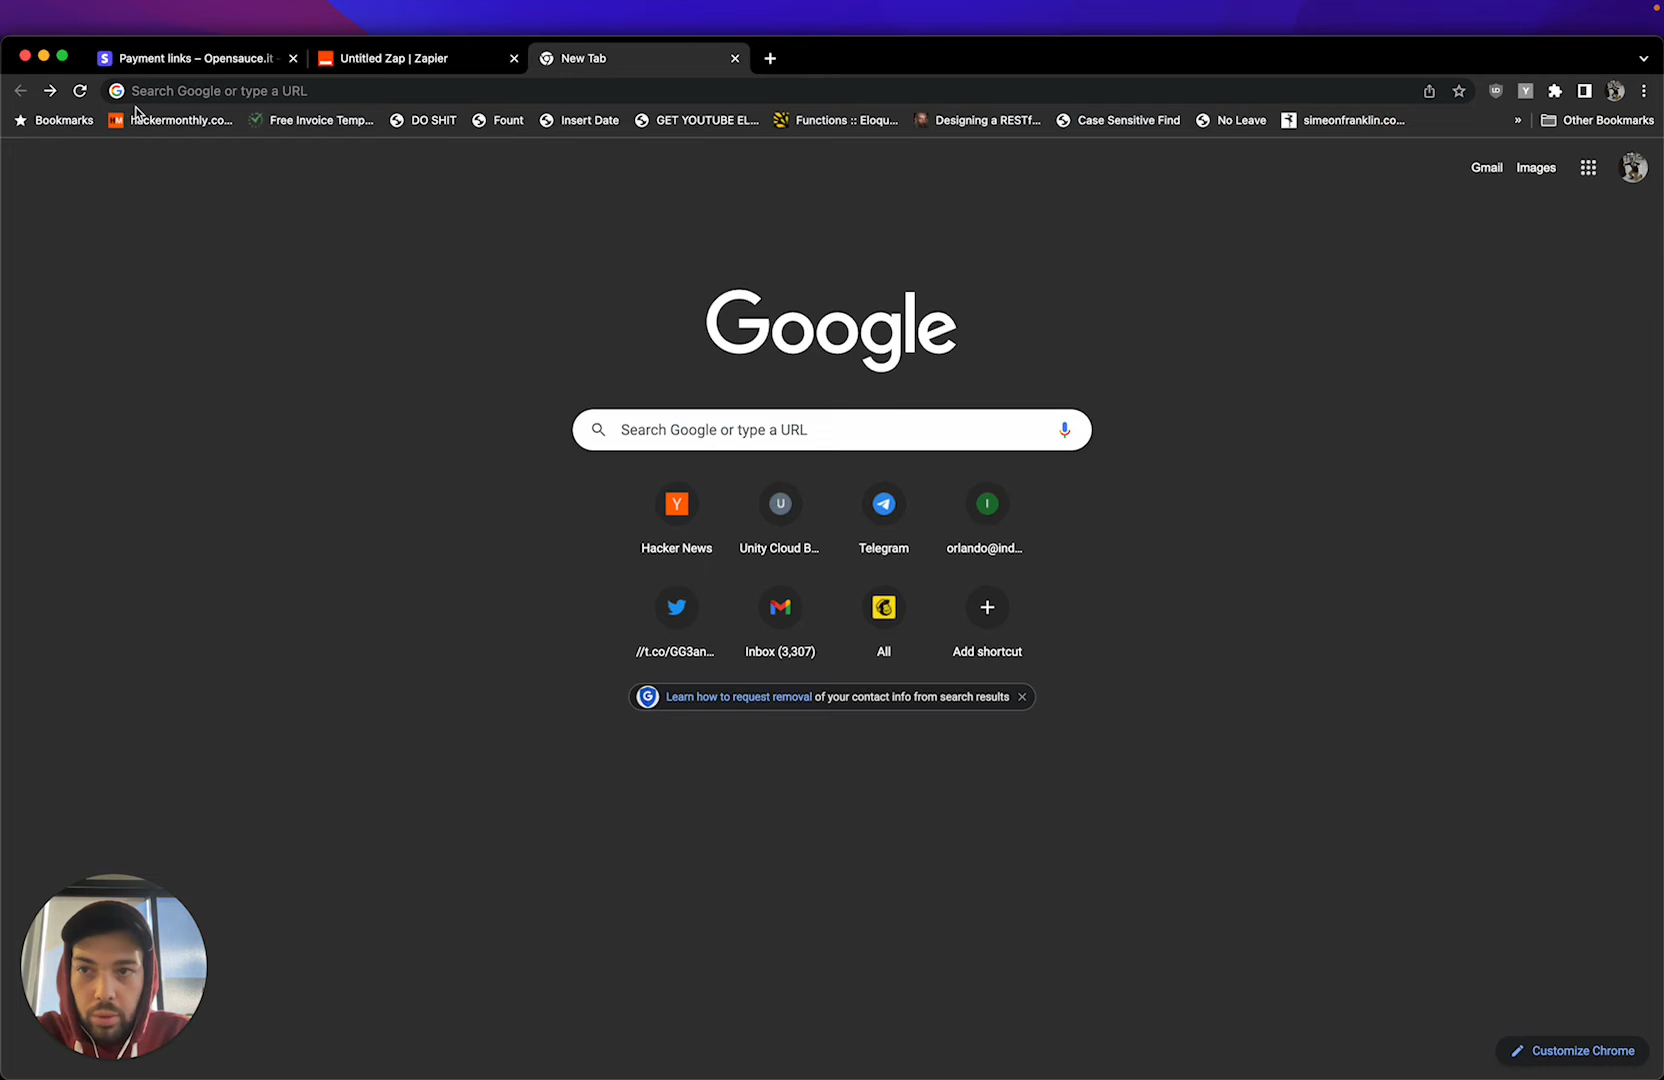 Payment links – Opensauce.lt -
Untitled Zap | Zapier
New Tab
Search Google or type a URL
Bookmarks
hackermonthly.co...
Free Invoice Temp...
DO SHIT
Fount
Insert Date
GET YOUTUBE EL...
Functions :: Eloqu...
Designing a RESTf...
Case Sensitive Find
No Leave
simeonfranklin.co...
»
Other Bookmarks
Gmail
Images
Google
Search Google or type a URL
Hacker News
Unity Cloud B...
Telegram
orlando@ind...
//t.co/GG3an...
Inbox (3,307)
All
Add shortcut
Learn how to request removal of your contact info from search results
Customize Chrome